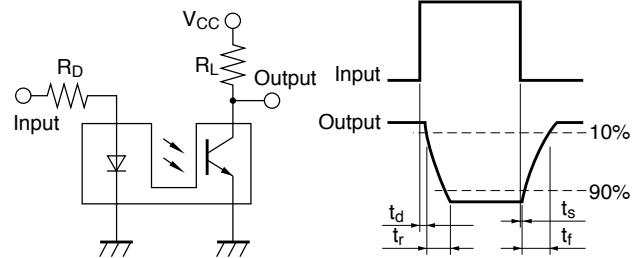 VCC
RD
RL
Output
Input
Input
Output
10%
90%
td
tr
ts
tf